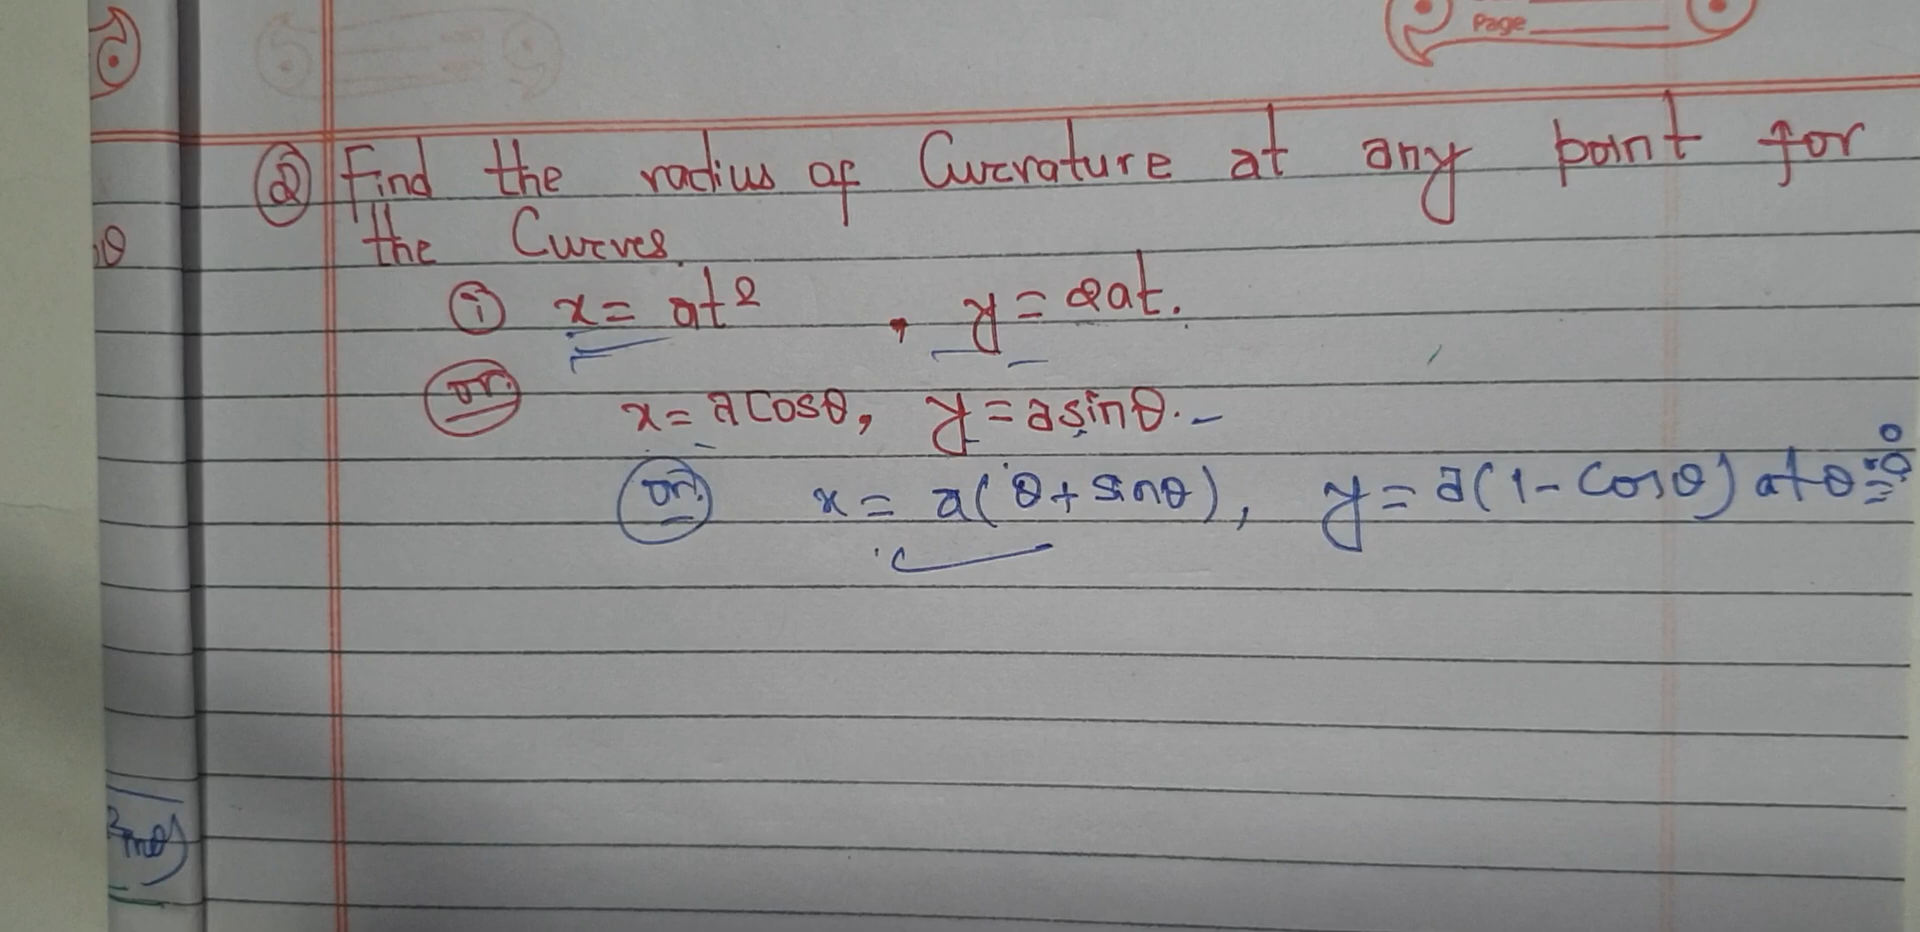 Page
② Find the radius of Curvature at any point for
the Curves.
ⓘ x = at², y = 2at.
or x = a cosθ, y = a sinθ.
or x = a(θ + sinθ), y = a(1 - cosθ) at θ = 0